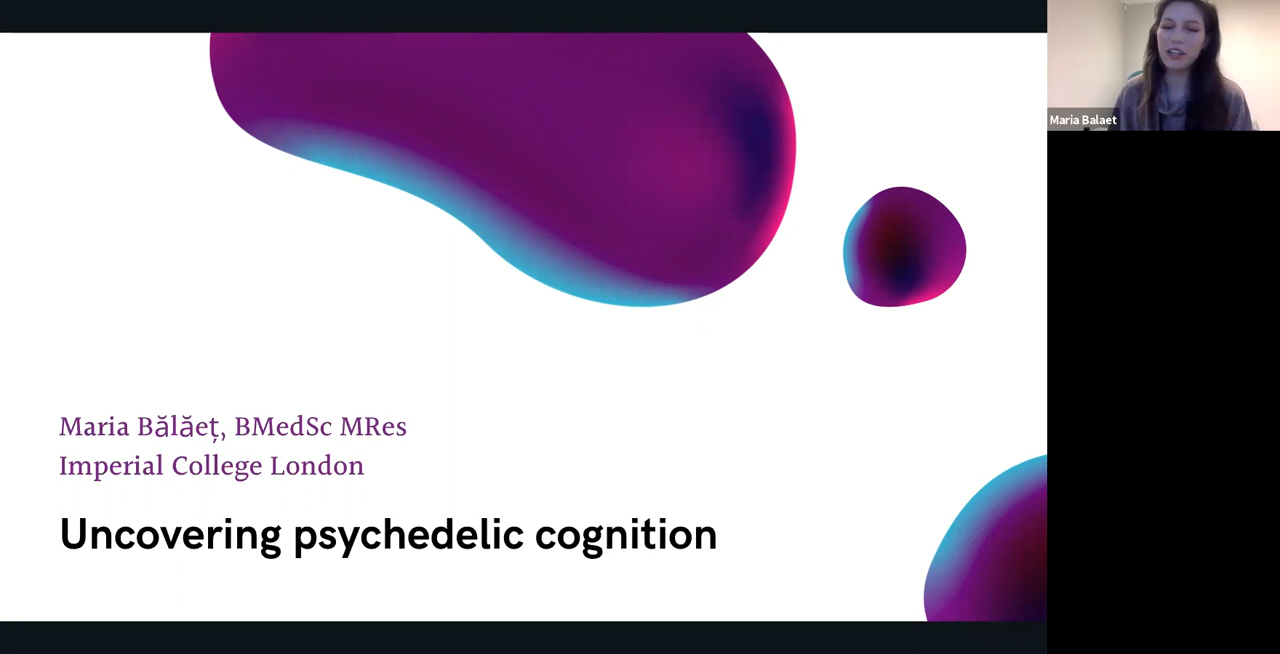 Maria Balaet
Maria Bălăeț, BMedSc MRes
Imperial College London
Uncovering psychedelic cognition